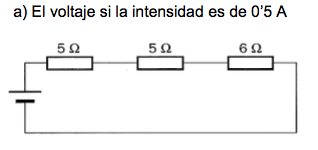 a) El voltaje si la intensidad es de 0'5 A
5 Ω 5 Ω 6 Ω